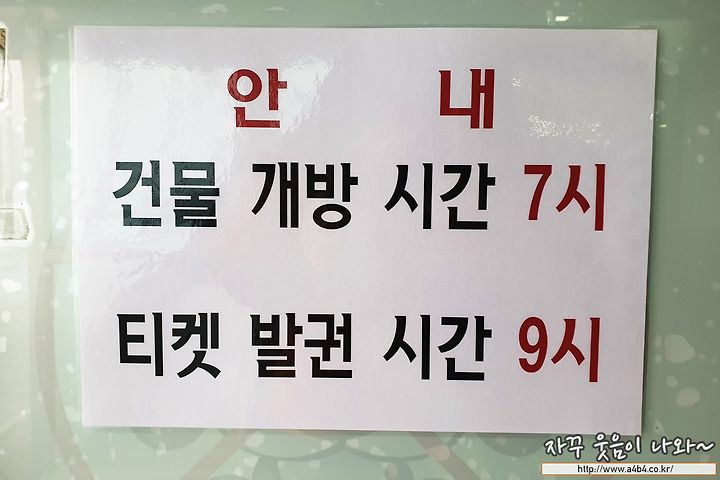 안 내
건물 개방 시간 7시
티켓 발권 시간 9시
자꾸 웃음이 나와~
http://www.a4b4.co.kr/